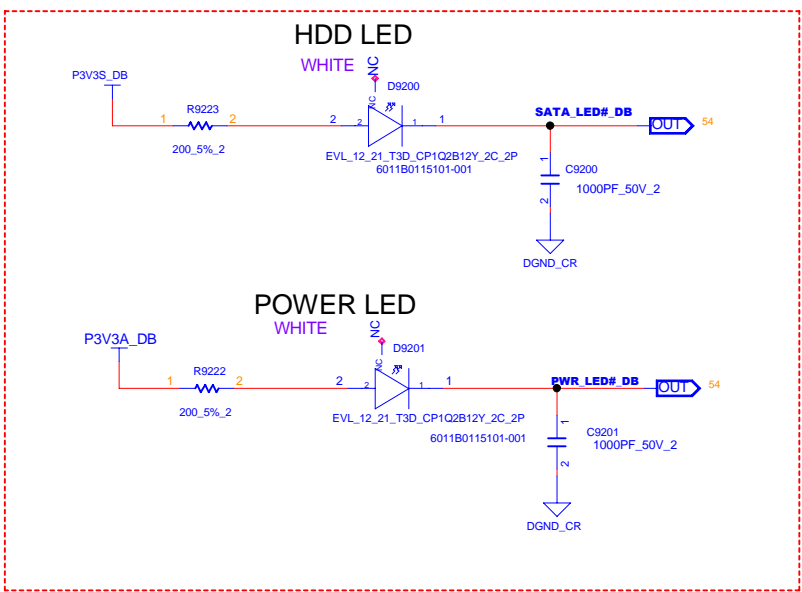 HDD LED
WHITE
NC
P3V3S_DB
D9200
NC
R9223
SATA_LED#_DB
1
2
2
2
1
1
OUT
54
200_5%_2
EVL_12_21_T3D_CP1Q2B12Y_2C_2P
6011B0115101-001
1
C9200
1000PF_50V_2
2
DGND_CR
POWER LED
WHITE
NC
P3V3A_DB
D9201
NC
R9222
PWR_LED#_DB
1
2
2
2
1
1
OUT
54
200_5%_2
EVL_12_21_T3D_CP1Q2B12Y_2C_2P
6011B0115101-001
1
C9201
1000PF_50V_2
2
DGND_CR